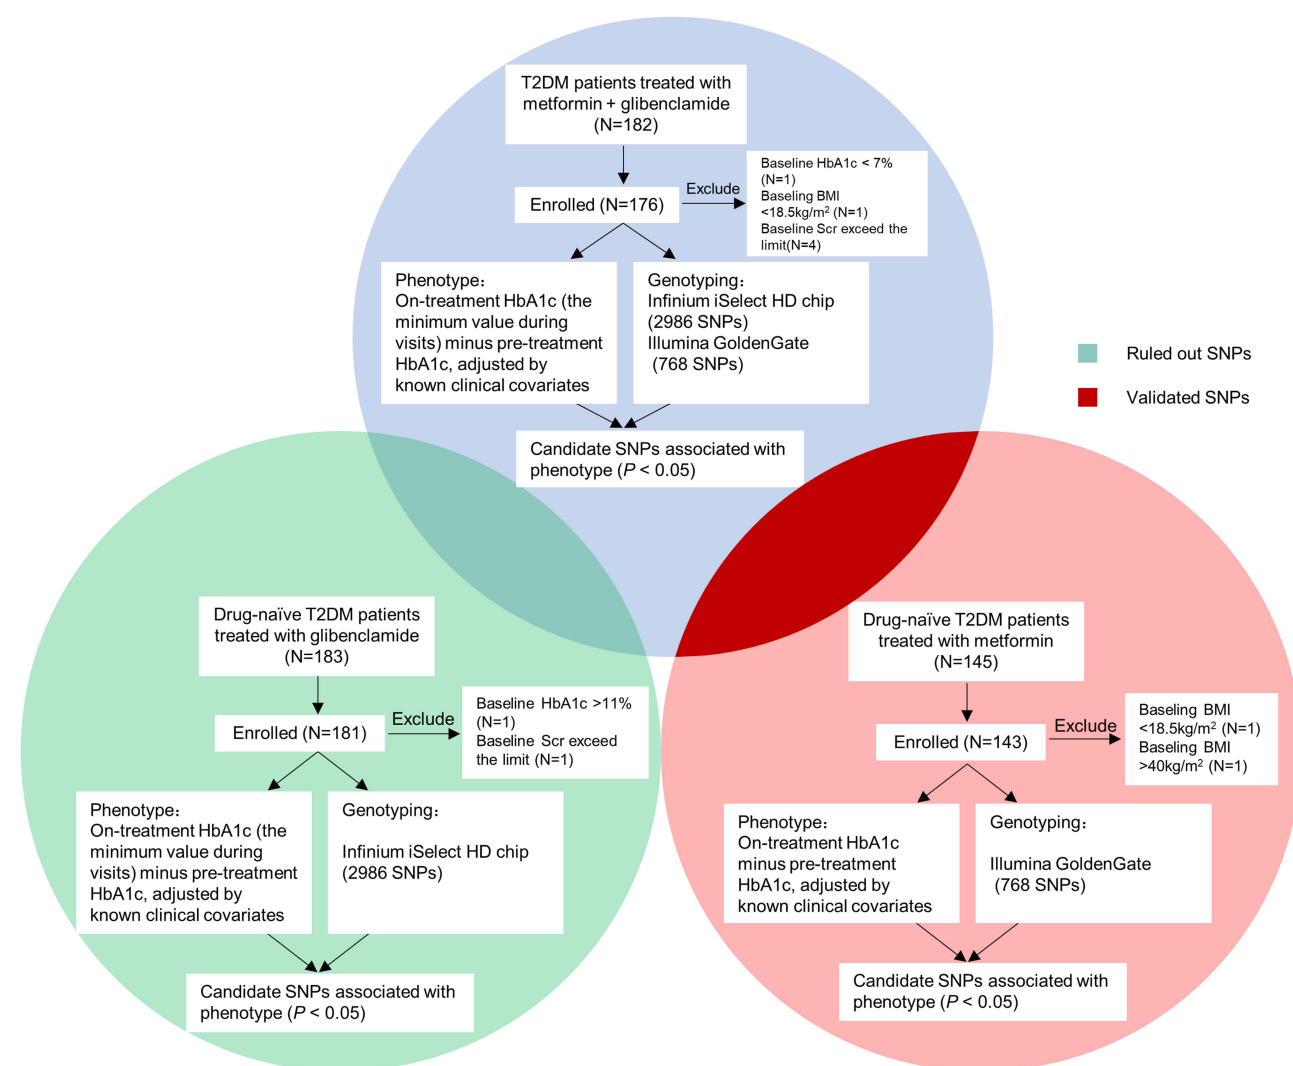 T2DM patients treated with
metformin + glibenclamide
(N=182)
Enrolled (N=176)
Exclude
Baseline HbA1c < 7%
(N=1)
Baseling BMI
<18.5kg/m² (N=1)
Baseline Scr exceed the
limit(N=4)
Phenotype：
On-treatment HbA1c (the
minimum value during
visits) minus pre-treatment
HbA1c, adjusted by
known clinical covariates
Genotyping：
Infinium iSelect HD chip
(2986 SNPs)
Illumina GoldenGate
(768 SNPs)
Candidate SNPs associated with
phenotype (P < 0.05)
Ruled out SNPs
Validated SNPs
Drug-naïve T2DM patients
treated with glibenclamide
(N=183)
Enrolled (N=181)
Exclude
Baseline HbA1c >11%
(N=1)
Baseline Scr exceed
the limit (N=1)
Phenotype：
On-treatment HbA1c (the
minimum value during
visits) minus pre-treatment
HbA1c, adjusted by
known clinical covariates
Genotyping：
Infinium iSelect HD chip
(2986 SNPs)
Candidate SNPs associated with
phenotype (P < 0.05)
Drug-naïve T2DM patients
treated with metformin
(N=145)
Enrolled (N=143)
Exclude
Baseling BMI
<18.5kg/m² (N=1)
Baseling BMI
>40kg/m² (N=1)
Phenotype：
On-treatment HbA1c
minus pre-treatment
HbA1c, adjusted by
known clinical covariates
Genotyping：
Illumina GoldenGate
(768 SNPs)
Candidate SNPs associated with
phenotype (P < 0.05)